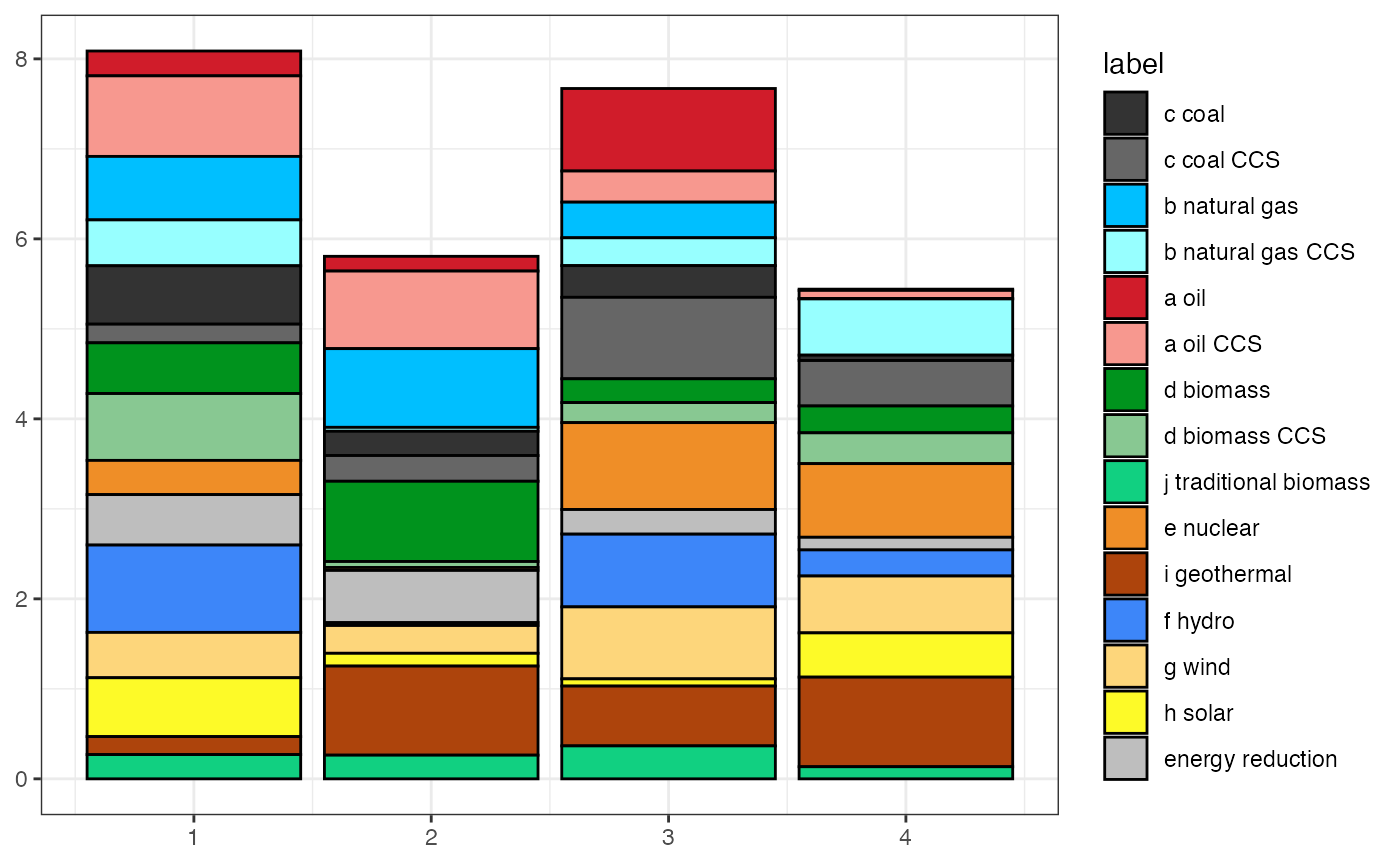 8
6
4
2
0
1 2 3 4
label
c coal
c coal CCS
b natural gas
b natural gas CCS
a oil
a oil CCS
d biomass
d biomass CCS
j traditional biomass
e nuclear
i geothermal
f hydro
g wind
h solar
energy reduction